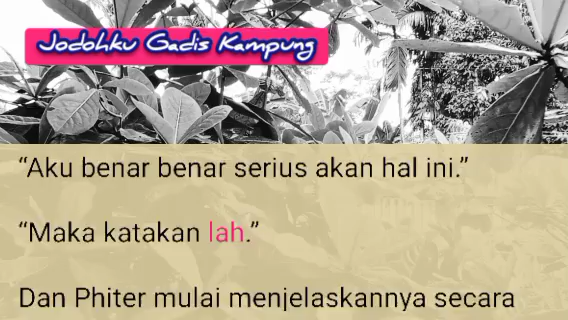 Jodohku Gadis Kampung
“Aku benar benar serius akan hal ini.”
“Maka katakan lah.”
Dan Phiter mulai menjelaskannya secara